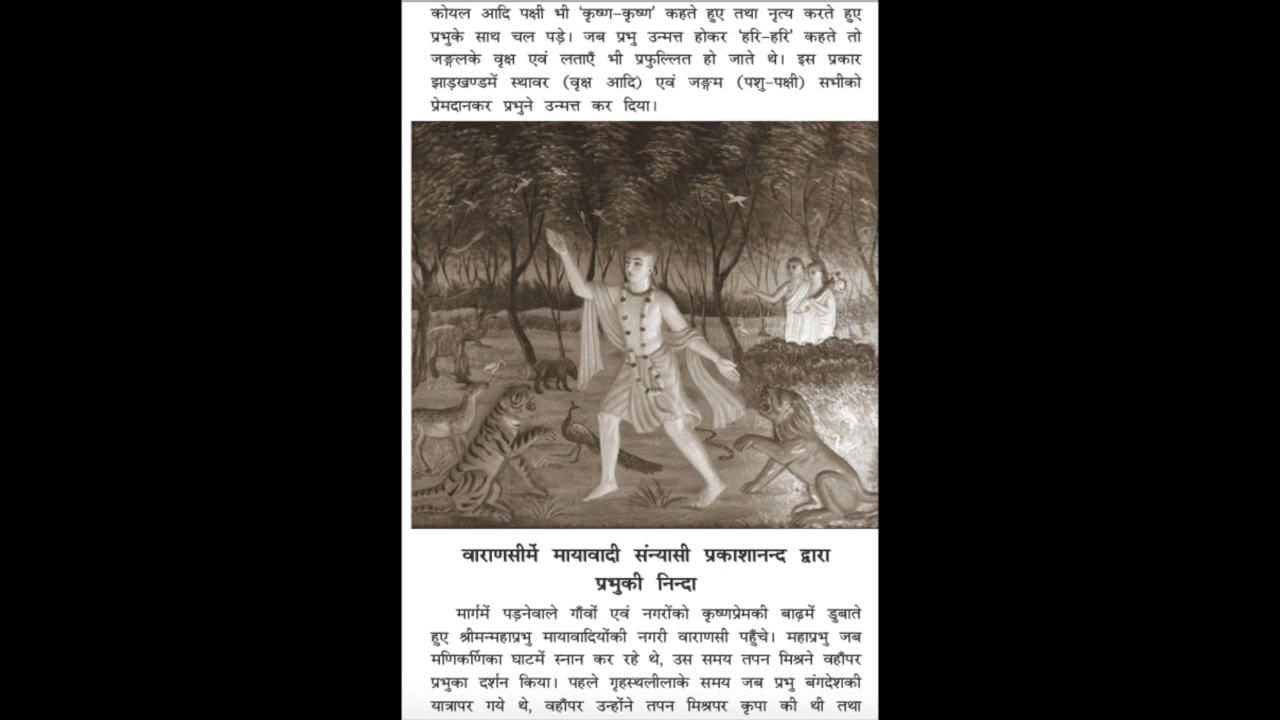 कोयल आदि पक्षी भी ‘कृष्ण-कृष्ण’ कहते हुए तथा नृत्य करते हुए
प्रभुके साथ चल पड़े। जब प्रभु उन्मत्त होकर ‘हरि-हरि’ कहते तो
जङ्गलके वृक्ष एवं लताएँ भी प्रफुल्लित हो जाते थे। इस प्रकार
झाड़खण्डमें स्थावर (वृक्ष आदि) एवं जङ्गम (पशु-पक्षी) सभीको
प्रेमदानकर प्रभुने उन्मत्त कर दिया।
वाराणसीमें मायावादी संन्यासी प्रकाशानन्द द्वारा
प्रभुकी निन्दा
मार्गमें पड़नेवाले गाँवों एवं नगरोंको कृष्णप्रेमकी बाढ़में डुबाते
हुए श्रीमन्महाप्रभु मायावादियोंकी नगरी वाराणसी पहुँचे। महाप्रभु जब
मणिकर्णिका घाटमें स्नान कर रहे थे, उस समय तपन मिश्रने वहाँपर
प्रभुका दर्शन किया। पहले गृहस्थलीलाके समय जब प्रभु बंगदेशकी
यात्रापर गये थे, वहाँपर उन्होंने तपन मिश्रपर कृपा की थी तथा